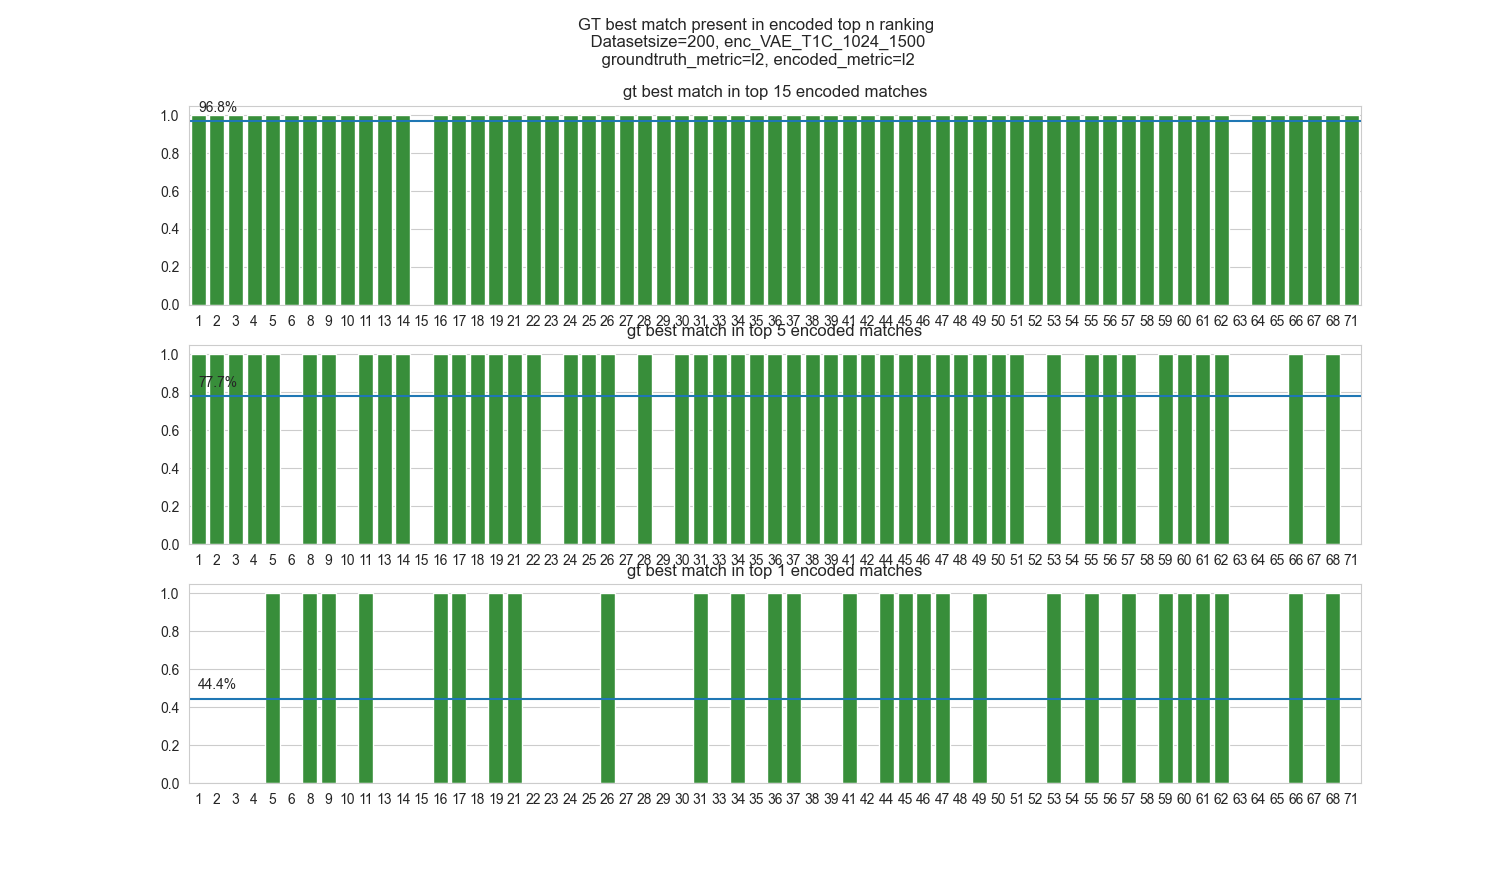 GT best match present in encoded top n ranking
Datasetsize=200, enc_VAE_T1C_1024_1500
groundtruth_metric=l2, encoded_metric=l2
gt best match in top 15 encoded matches
96.8%
1.0
0.8
0.6
0.4
0.2
0.0
1 2 3 4 5 6 8 9 10 11 13 14 15 16 17 18 19 21 22 23 24 25 26 27 28 29 30 31 33 34 35 36 37 38 39 41 42 44 45 46 47 48 49 50 51 52 53 54 55 56 57 58 59 60 61 62 63 64 65 66 67 68 71
gt best match in top 5 encoded matches
77.7%
1.0
0.8
0.6
0.4
0.2
0.0
1 2 3 4 5 6 8 9 10 11 13 14 15 16 17 18 19 21 22 23 24 25 26 27 28 29 30 31 33 34 35 36 37 38 39 41 42 44 45 46 47 48 49 50 51 52 53 54 55 56 57 58 59 60 61 62 63 64 65 66 67 68 71
gt best match in top 1 encoded matches
44.4%
1.0
0.8
0.6
0.4
0.2
0.0
1 2 3 4 5 6 8 9 10 11 13 14 15 16 17 18 19 21 22 23 24 25 26 27 28 29 30 31 33 34 35 36 37 38 39 41 42 44 45 46 47 48 49 50 51 52 53 54 55 56 57 58 59 60 61 62 63 64 65 66 67 68 71